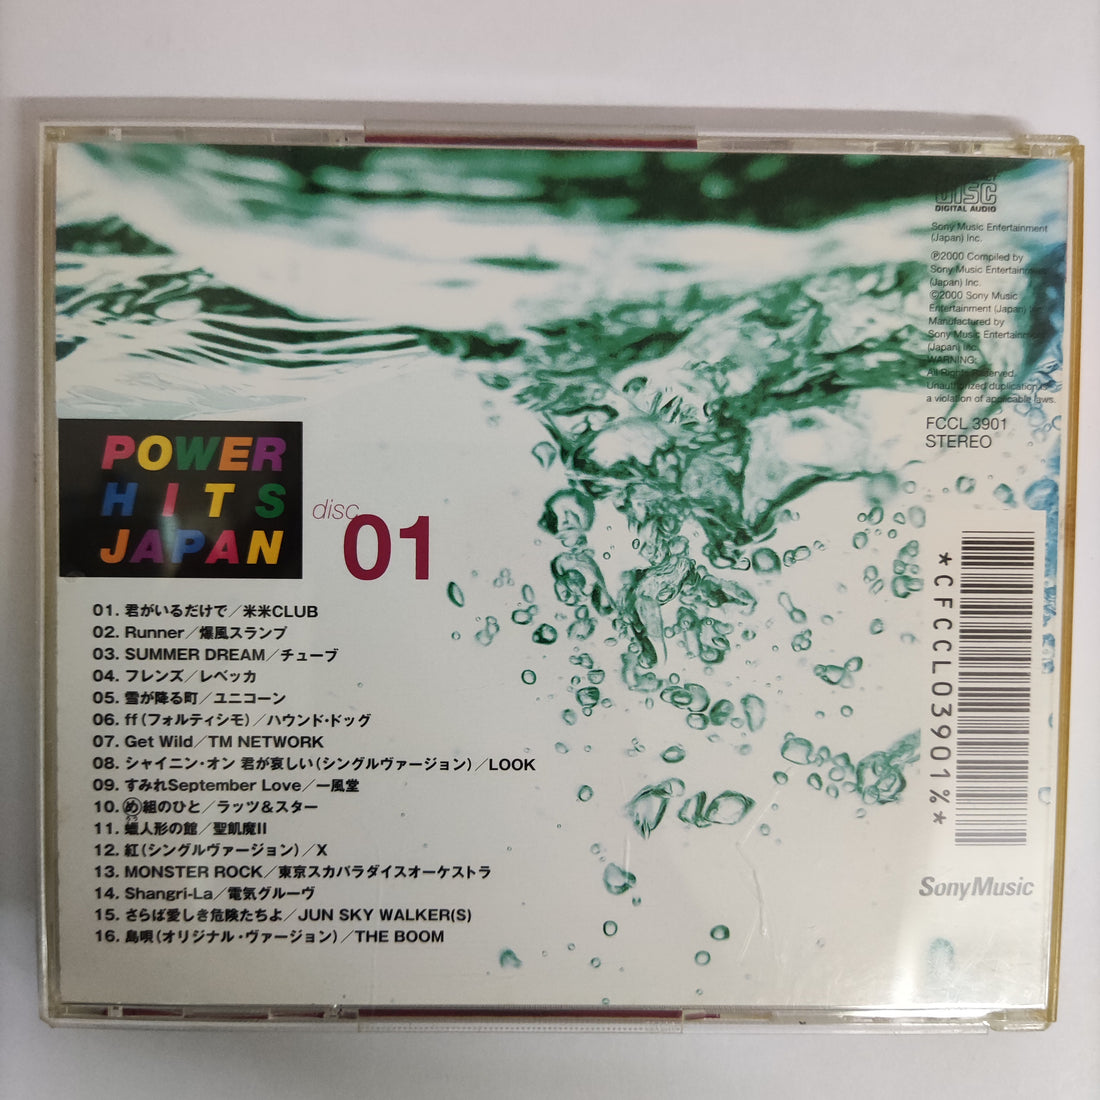 DISC
DIGITAL AUDIO
Sony Music Entertainment
(Japan) Inc.
℗2000 Compiled by
Sony Music Entertainment
(Japan) Inc.
©2000 Sony Music
Entertainment (Japan) Inc.
Manufactured by
Sony Music Entertainment
(Japan) Inc.
WARNING:
All Rights Reserved.
Unauthorized duplication is
a violation of applicable laws.
FCCL 3901
STEREO
POWER
HITS
JAPAN
disc 01
01. 君がいるだけで／米米CLUB
02. Runner／爆風スランプ
03. SUMMER DREAM／チューブ
04. フレンズ／レベッカ
05. 雪が降る町／ユニコーン
06. ff(フォルティシモ)／ハウンド・ドッグ
07. Get Wild／TM NETWORK
08. シャイニン・オン 君が哀しい(シングルヴァージョン)／LOOK
09. すみれSeptember Love／一風堂
10. め組のひと／ラッツ&スター
11. 蠟人形の館／聖飢魔II
12. 紅(シングルヴァージョン)／X
13. MONSTER ROCK／東京スカパラダイスオーケストラ
14. Shangri-La／電気グルーヴ
15. さらば愛しき危険たちよ／JUN SKY WALKER(S)
16. 島唄(オリジナル・ヴァージョン)／THE BOOM
*CFCCL03901%*
SonyMusic